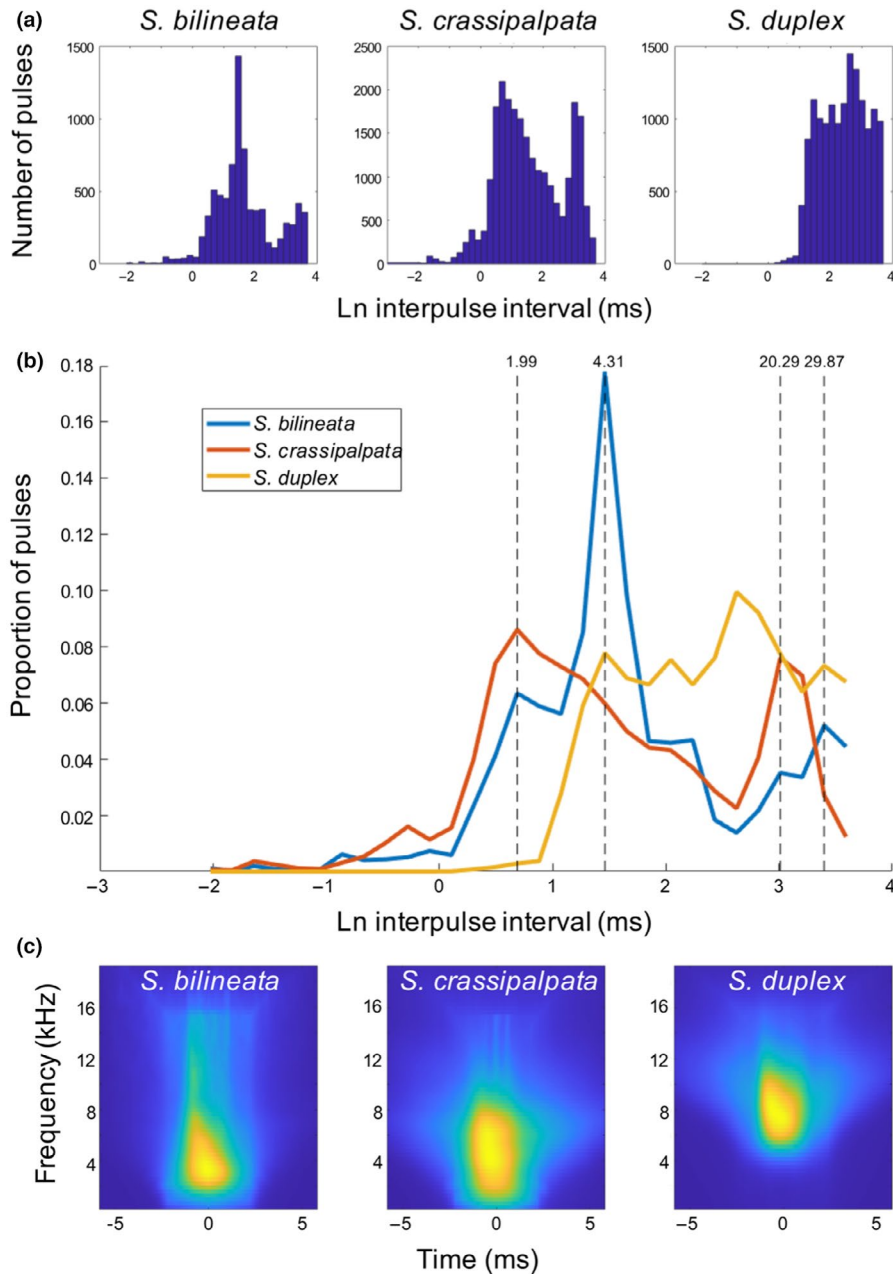 (a)
S. bilineata S. crassipalpata S. duplex
Number of pulses
1500
1000
500
0
−2 0 2 4
2500
2000
1500
1000
500
0
−2 0 2 4
1500
1000
500
0
−2 0 2 4
Ln interpulse interval (ms)
(b)
Proportion of pulses
0.18
0.16
0.14
0.12
0.10
0.08
0.06
0.04
0.02
1.99 4.31 20.29 29.87
S. bilineata
S. crassipalpata
S. duplex
−3 −2 −1 0 1 2 3 4
Ln interpulse interval (ms)
(c)
Frequency (kHz)
S. bilineata
16
12
8
4
-5 0 5
S. crassipalpata
16
12
8
4
−5 0 5
S. duplex
16
12
8
4
−5 0 5
Time (ms)